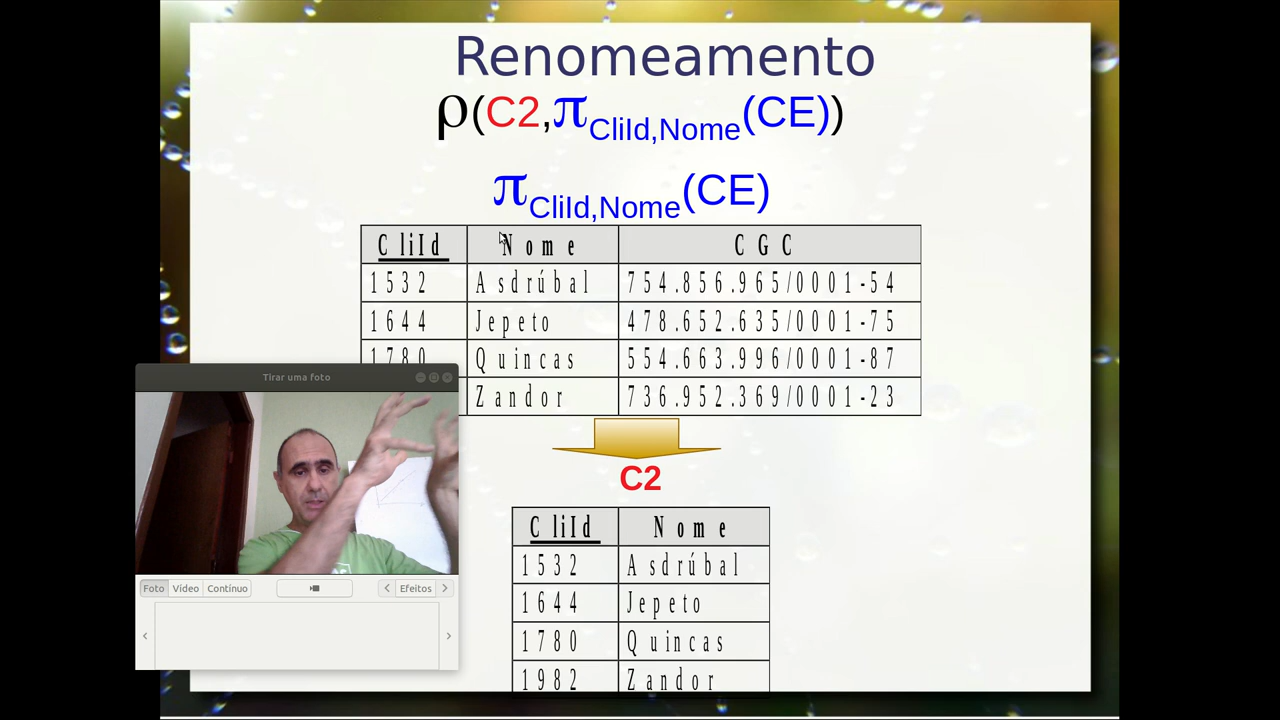 Renomeamento
ρ(C2,πCliId,Nome(CE))
πCliId,Nome(CE)
CliId Nome CGC
1532 Asdrúbal 754.856.965/0001-54
1644 Jepeto 478.652.635/0001-75
1780 Quincas 554.663.996/0001-87
Zandor 736.952.369/0001-23
Tirar uma foto
C2
CliId Nome
1532 Asdrúbal
1644 Jepeto
1780 Quincas
1982 Zandor
Foto Vídeo Contínuo Efeitos